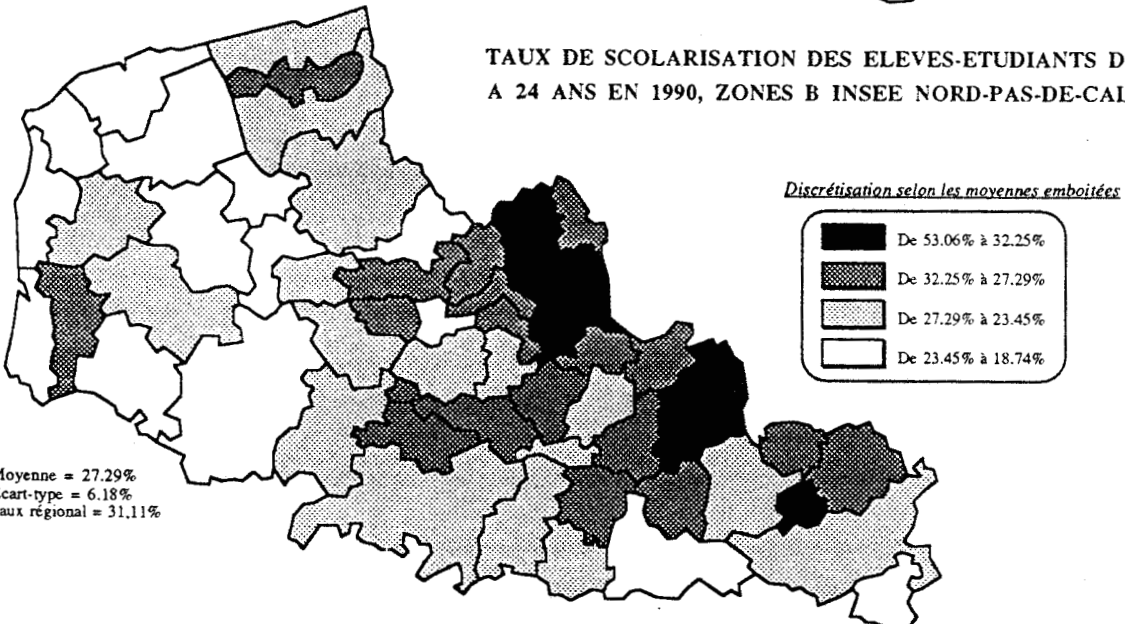 TAUX DE SCOLARISATION DES ELEVES-ETUDIANTS D
A 24 ANS EN 1990, ZONES B INSEE NORD-PAS-DE-CAL
Discrétisation selon les moyennes emboitées
De 53.06% à 32.25%
De 32.25% à 27.29%
De 27.29% à 23.45%
De 23.45% à 18.74%
Moyenne = 27.29%
cart-type = 6.18%
aux régional = 31,11%